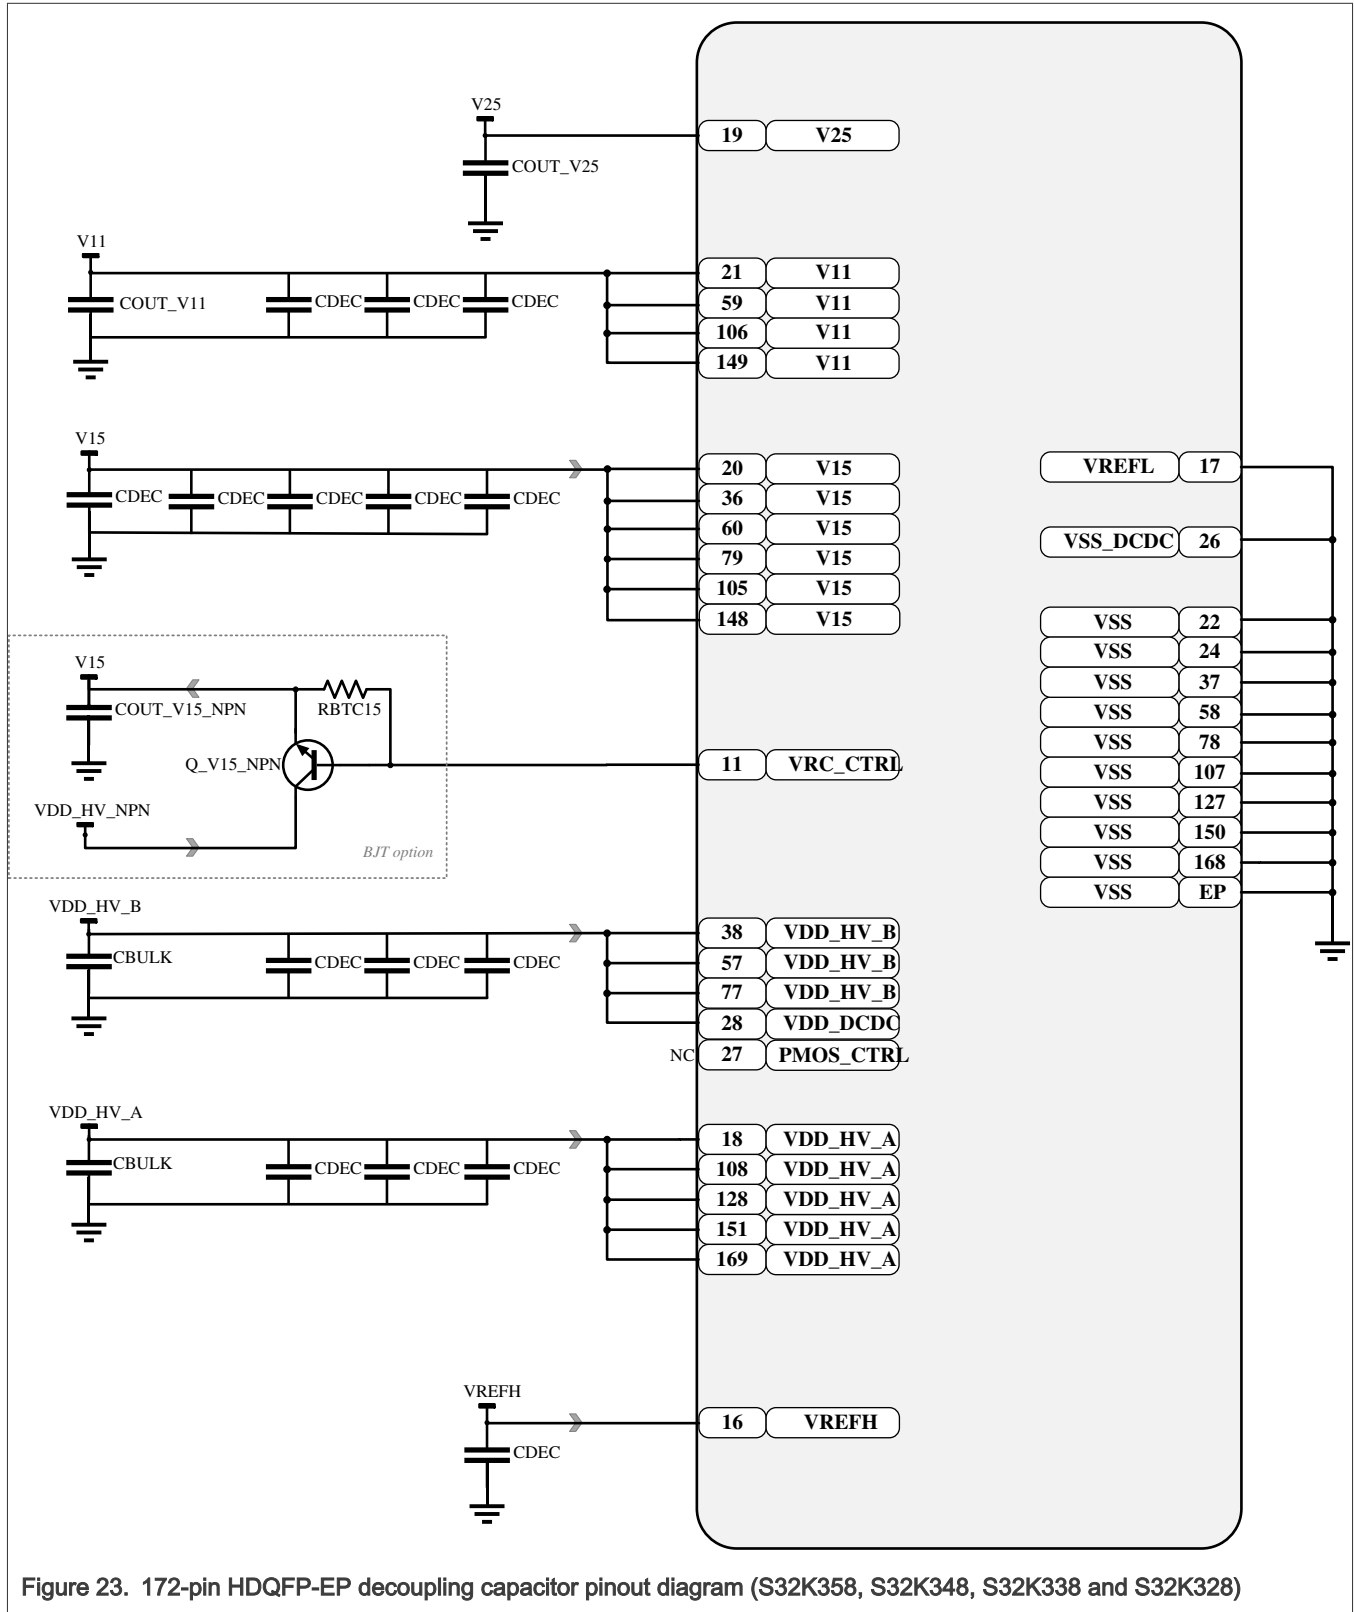 V25
19 V25
COUT_V25
V11
21 V11
COUT_V11 CDEC CDEC CDEC
59 V11
106 V11
149 V11
V15
20 V15 VREFL 17
CDEC CDEC CDEC CDEC CDEC
36 V15
60 V15
VSS_DCDC 26
79 V15
105 V15
148 V15 VSS 22
VSS 24
V15
VSS 37
COUT_V15_NPN RBTC15
VSS 58
VSS 78
Q_V15_NPN 11 VRC_CTRL
VSS 107
VDD_HV_NPN
VSS 127
VSS 150
BJT option
VSS 168
VSS EP
VDD_HV_B
38 VDD_HV_B
CBULK CDEC CDEC CDEC
57 VDD_HV_B
77 VDD_HV_B
28 VDD_DCDC
NC 27 PMOS_CTRL
VDD_HV_A
18 VDD_HV_A
CBULK CDEC CDEC CDEC
108 VDD_HV_A
128 VDD_HV_A
151 VDD_HV_A
169 VDD_HV_A
VREFH
16 VREFH
CDEC
Figure 23. 172-pin HDQFP-EP decoupling capacitor pinout diagram (S32K358, S32K348, S32K338 and S32K328)